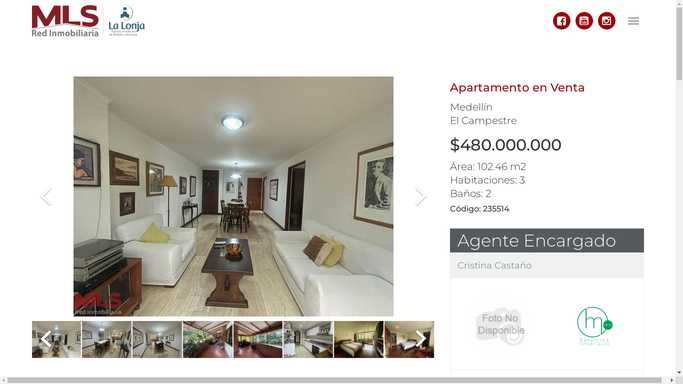 MLS
Red Inmobiliaria
La Lonja
Apartamento en Venta
Medellín
El Campestre
$480.000.000
Área: 102.46 m2
Habitaciones: 3
Baños: 2
Código: 235514
MLS
Red Inmobiliaria
Agente Encargado
Cristina Castaño
Foto No
Disponible
hm